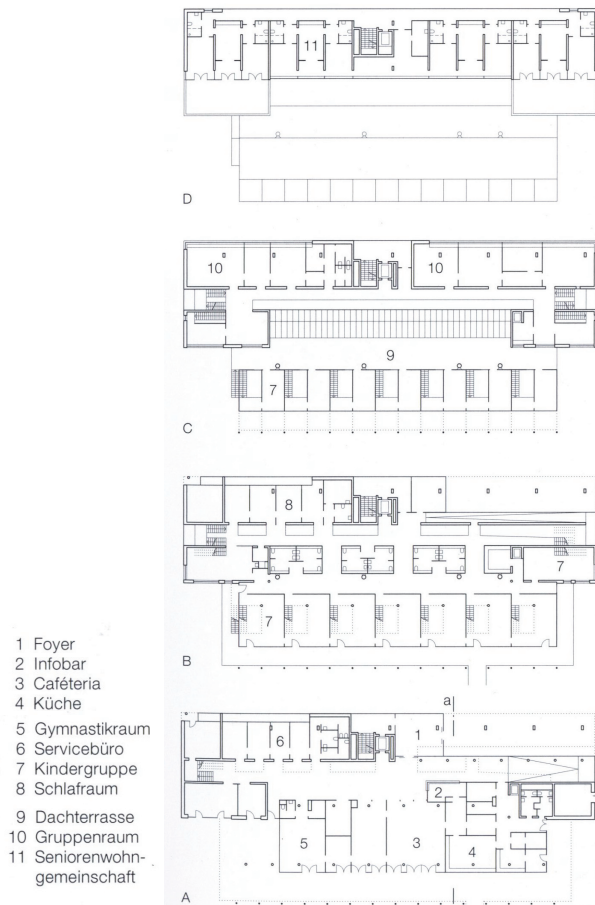 11
D
10
10
9
7
C
8
7
7
B
a
6
1
2
5
3
4
A
1 Foyer
2 Infobar
3 Caféteria
4 Küche
5 Gymnastikraum
6 Servicebüro
7 Kindergruppe
8 Schlafraum
9 Dachterrasse
10 Gruppenraum
11 Seniorenwohn-
gemeinschaft